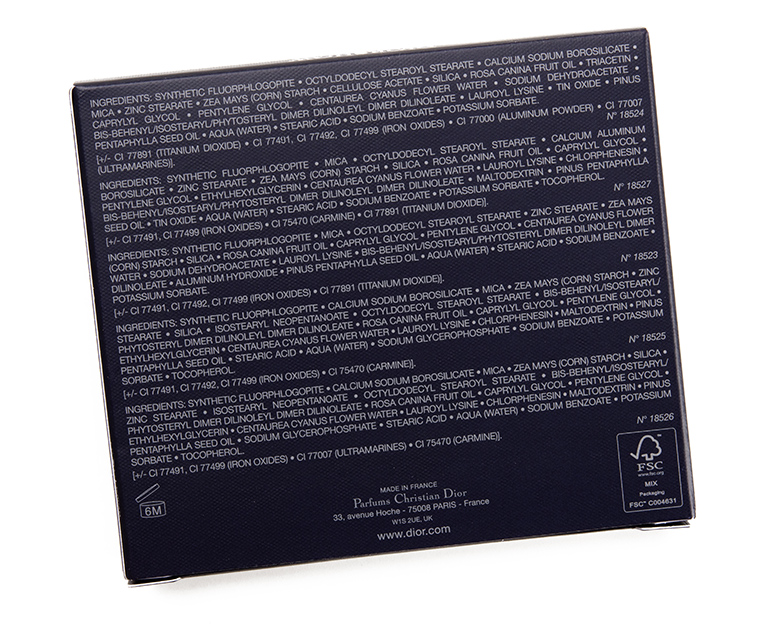 INGREDIENTS: SYNTHETIC FLUORPHLOGOPITE • OCTYLDODECYL STEAROYL STEARATE • CALCIUM SODIUM BOROSILICATE •
MICA • ZINC STEARATE • ZEA MAYS (CORN) STARCH • CELLULOSE ACETATE • SILICA • ROSA CANINA FRUIT OIL • TRIACETIN •
CAPRYLYL GLYCOL • PENTYLENE GLYCOL • CENTAUREA CYANUS FLOWER WATER • SODIUM DEHYDROACETATE •
BIS-BEHENYL/ISOSTEARYL/PHYTOSTERYL DIMER DILINOLEYL DIMER DILINOLEATE • LAUROYL LYSINE • TIN OXIDE • PINUS
PENTAPHYLLA SEED OIL • AQUA (WATER) • STEARIC ACID • SODIUM BENZOATE • POTASSIUM SORBATE.
[+/- CI 77891 (TITANIUM DIOXIDE) • CI 77491, CI 77492, CI 77499 (IRON OXIDES) • CI 77000 (ALUMINUM POWDER) • CI 77007
(ULTRAMARINES)].
N° 18524
INGREDIENTS: SYNTHETIC FLUORPHLOGOPITE • MICA • OCTYLDODECYL STEAROYL STEARATE • CALCIUM ALUMINUM
BOROSILICATE • ZINC STEARATE • ZEA MAYS (CORN) STARCH • SILICA • ROSA CANINA FRUIT OIL • CAPRYLYL GLYCOL •
PENTYLENE GLYCOL • ETHYLHEXYLGLYCERIN • CENTAUREA CYANUS FLOWER WATER • LAUROYL LYSINE • CHLORPHENESIN •
BIS-BEHENYL/ISOSTEARYL/PHYTOSTERYL DIMER DILINOLEYL DIMER DILINOLEATE • MALTODEXTRIN • PINUS PENTAPHYLLA
SEED OIL • TIN OXIDE • AQUA (WATER) • STEARIC ACID • SODIUM BENZOATE • POTASSIUM SORBATE • TOCOPHEROL.
[+/- CI 77491, CI 77499 (IRON OXIDES) • CI 75470 (CARMINE) • CI 77891 (TITANIUM DIOXIDE)].
N° 18527
INGREDIENTS: SYNTHETIC FLUORPHLOGOPITE • MICA • OCTYLDODECYL STEAROYL STEARATE • ZINC STEARATE • ZEA MAYS
(CORN) STARCH • SILICA • ROSA CANINA FRUIT OIL • CAPRYLYL GLYCOL • PENTYLENE GLYCOL • CENTAUREA CYANUS FLOWER
WATER • SODIUM DEHYDROACETATE • LAUROYL LYSINE • BIS-BEHENYL/ISOSTEARYL/PHYTOSTERYL DIMER DILINOLEYL DIMER
DILINOLEATE • ALUMINUM HYDROXIDE • PINUS PENTAPHYLLA SEED OIL • AQUA (WATER) • STEARIC ACID • SODIUM BENZOATE •
POTASSIUM SORBATE.
[+/- CI 77491, CI 77492, CI 77499 (IRON OXIDES) • CI 77891 (TITANIUM DIOXIDE)].
N° 18523
INGREDIENTS: SYNTHETIC FLUORPHLOGOPITE • CALCIUM SODIUM BOROSILICATE • MICA • ZEA MAYS (CORN) STARCH • ZINC
STEARATE • SILICA • ISOSTEARYL NEOPENTANOATE • OCTYLDODECYL STEAROYL STEARATE • BIS-BEHENYL/ISOSTEARYL/
PHYTOSTERYL DIMER DILINOLEYL DIMER DILINOLEATE • ROSA CANINA FRUIT OIL • CAPRYLYL GLYCOL • PENTYLENE GLYCOL •
ETHYLHEXYLGLYCERIN • CENTAUREA CYANUS FLOWER WATER • LAUROYL LYSINE • CHLORPHENESIN • MALTODEXTRIN • PINUS
PENTAPHYLLA SEED OIL • STEARIC ACID • AQUA (WATER) • SODIUM GLYCEROPHOSPHATE • SODIUM BENZOATE • POTASSIUM
SORBATE • TOCOPHEROL.
[+/- CI 77491, CI 77492, CI 77499 (IRON OXIDES) • CI 75470 (CARMINE)].
N° 18525
INGREDIENTS: SYNTHETIC FLUORPHLOGOPITE • CALCIUM SODIUM BOROSILICATE • MICA • ZEA MAYS (CORN) STARCH • SILICA •
ZINC STEARATE • ISOSTEARYL NEOPENTANOATE • OCTYLDODECYL STEAROYL STEARATE • BIS-BEHENYL/ISOSTEARYL/
PHYTOSTERYL DIMER DILINOLEYL DIMER DILINOLEATE • ROSA CANINA FRUIT OIL • CAPRYLYL GLYCOL • PENTYLENE GLYCOL •
ETHYLHEXYLGLYCERIN • CENTAUREA CYANUS FLOWER WATER • LAUROYL LYSINE • CHLORPHENESIN • MALTODEXTRIN • PINUS
PENTAPHYLLA SEED OIL • SODIUM GLYCEROPHOSPHATE • STEARIC ACID • AQUA (WATER) • SODIUM BENZOATE • POTASSIUM
SORBATE • TOCOPHEROL.
[+/- CI 77491, CI 77499 (IRON OXIDES) • CI 77007 (ULTRAMARINES) • CI 75470 (CARMINE)].
N° 18526
6M
MADE IN FRANCE
Parfums Christian Dior
33, avenue Hoche - 75008 PARIS - France
W1S 2UE, UK
www.dior.com
FSC
www.fsc.org
MIX
Packaging
FSC™ C004631